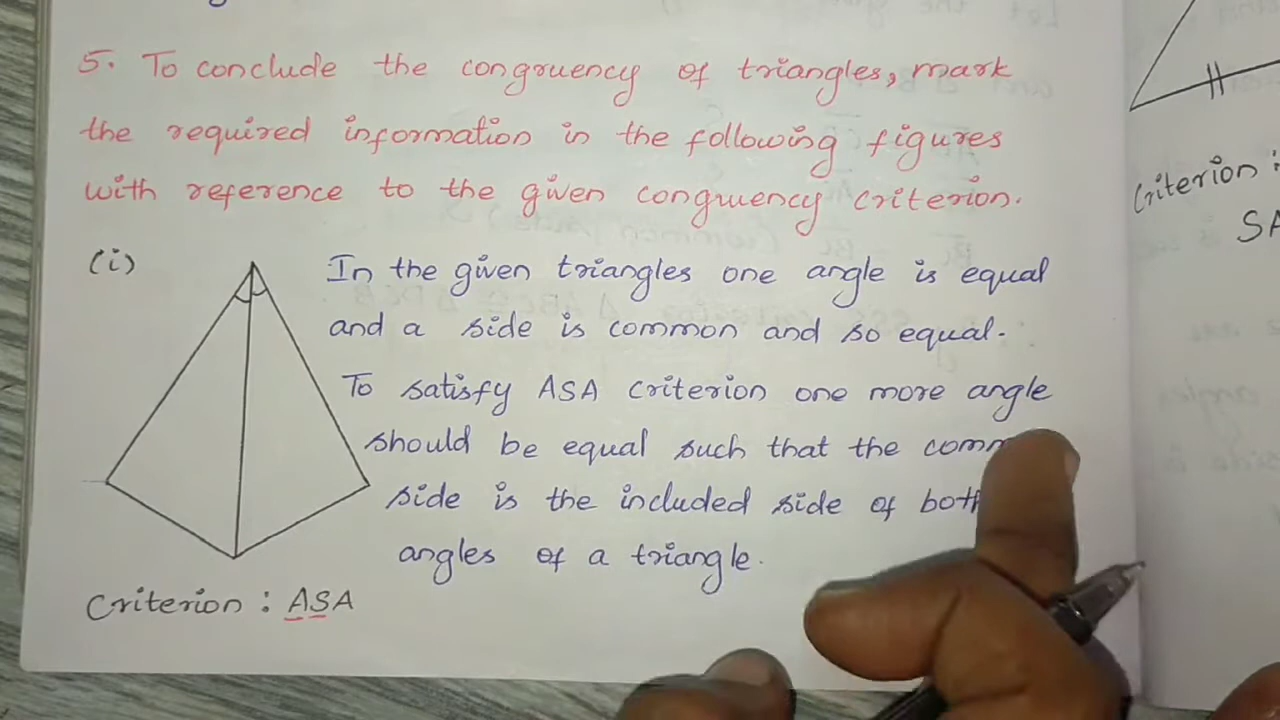 5. To conclude the congruency of triangles, mark
the required information in the following figures
with reference to the given congruency criterion.
(i)
In the given triangles one angle is equal
and a side is common and so equal.
To satisfy ASA criterion one more angle
should be equal such that the
side is the included side of both
angles of a triangle.
Criterion : ASA
Criterion :